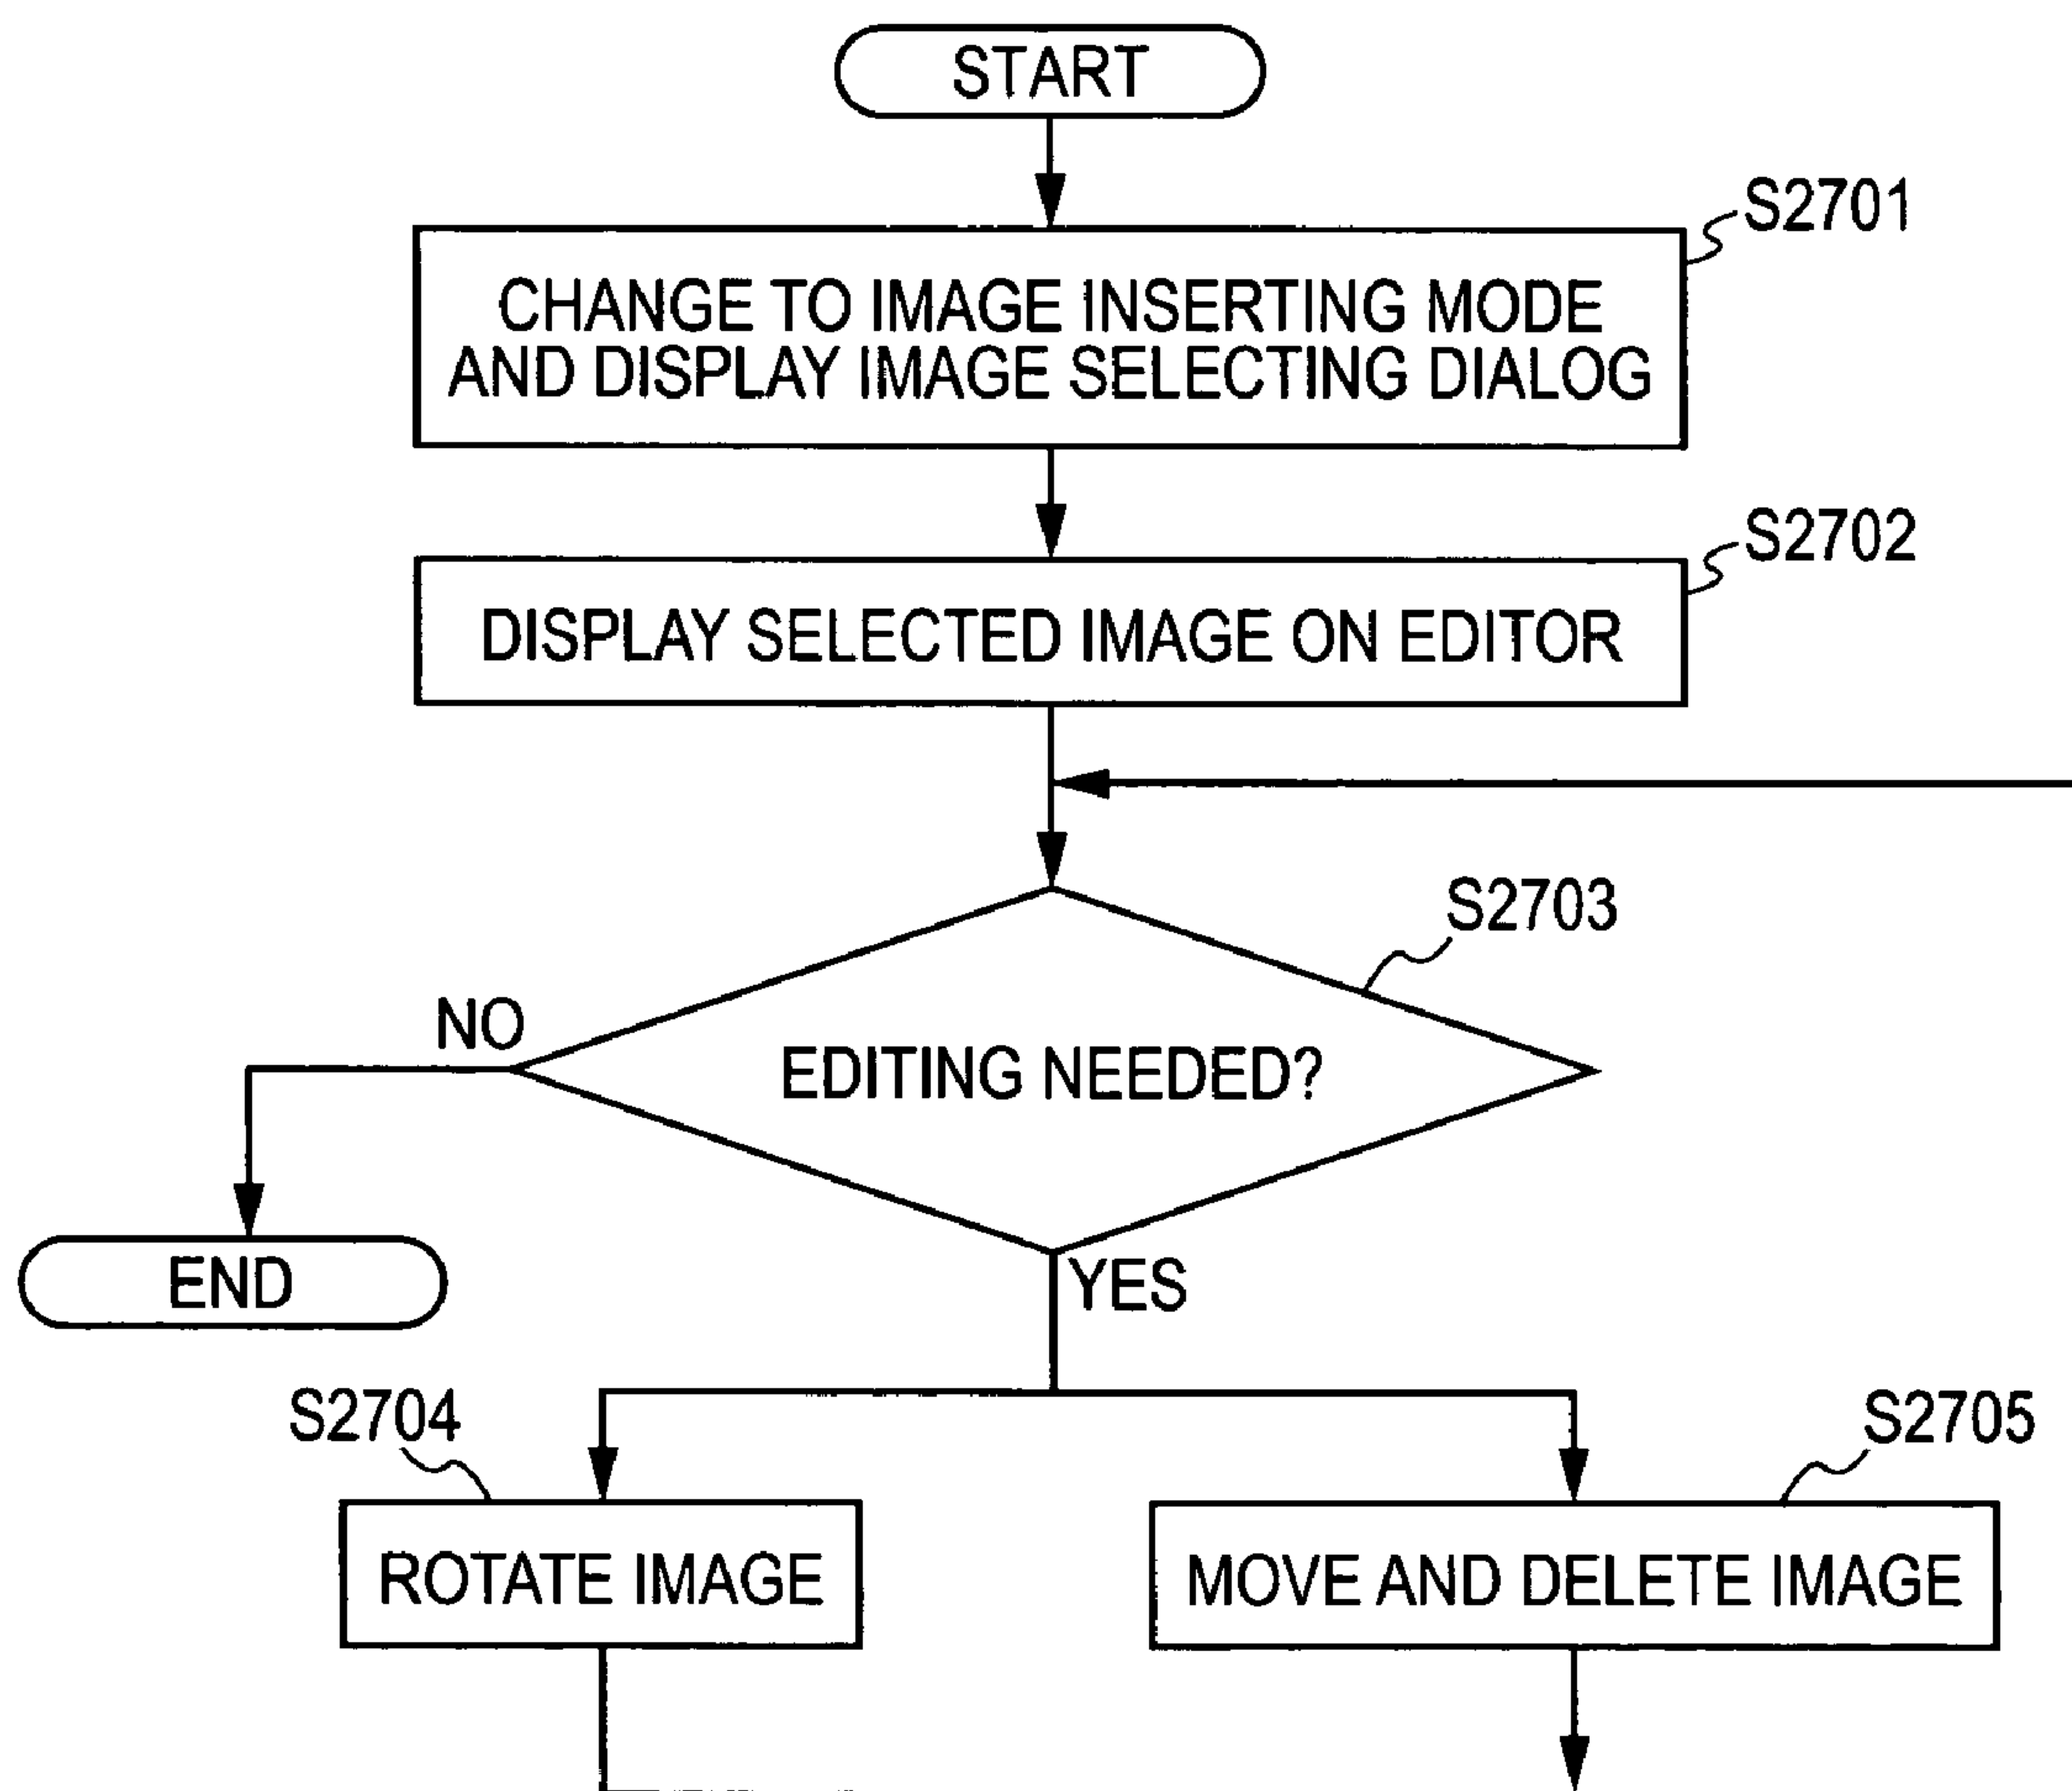 START
S2701
CHANGE TO IMAGE INSERTING MODE
AND DISPLAY IMAGE SELECTING DIALOG
S2702
DISPLAY SELECTED IMAGE ON EDITOR
S2703
NO
EDITING NEEDED?
END
YES
S2704
S2705
ROTATE IMAGE
MOVE AND DELETE IMAGE